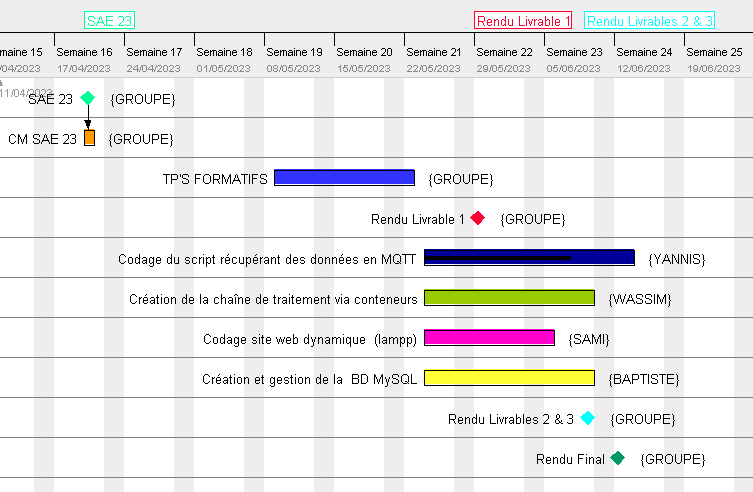 SAE 23 Rendu Livrable 1 Rendu Livrables 2 & 3
maine 15 Semaine 16 Semaine 17 Semaine 18 Semaine 19 Semaine 20 Semaine 21 Semaine 22 Semaine 23 Semaine 24 Semaine 25
/04/2023 17/04/2023 24/04/2023 01/05/2023 08/05/2023 15/05/2023 22/05/2023 29/05/2023 05/06/2023 12/06/2023 19/06/2023
11/04/2023
SAE 23 {GROUPE}
CM SAE 23 {GROUPE}
TP'S FORMATIFS {GROUPE}
Rendu Livrable 1 {GROUPE}
Codage du script récupérant des données en MQTT {YANNIS}
Création de la chaîne de traitement via conteneurs {WASSIM}
Codage site web dynamique (lampp) {SAMI}
Création et gestion de la BD MySQL {BAPTISTE}
Rendu Livrables 2 & 3 {GROUPE}
Rendu Final {GROUPE}